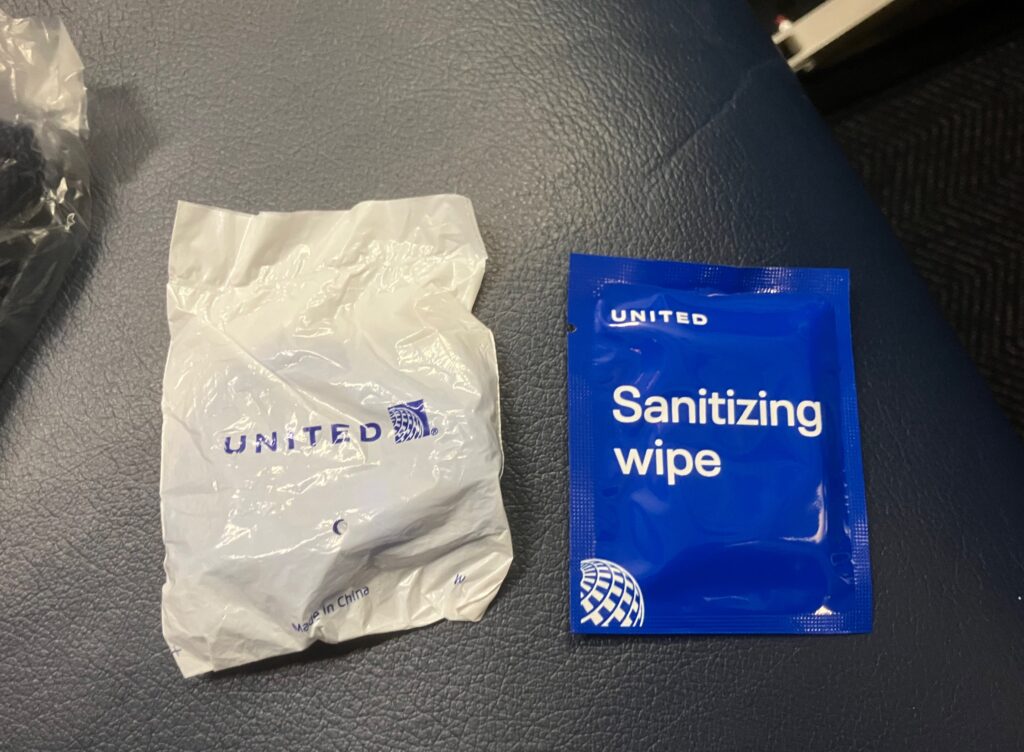 UNITED
Made in China
UNITED
Sanitizing
wipe